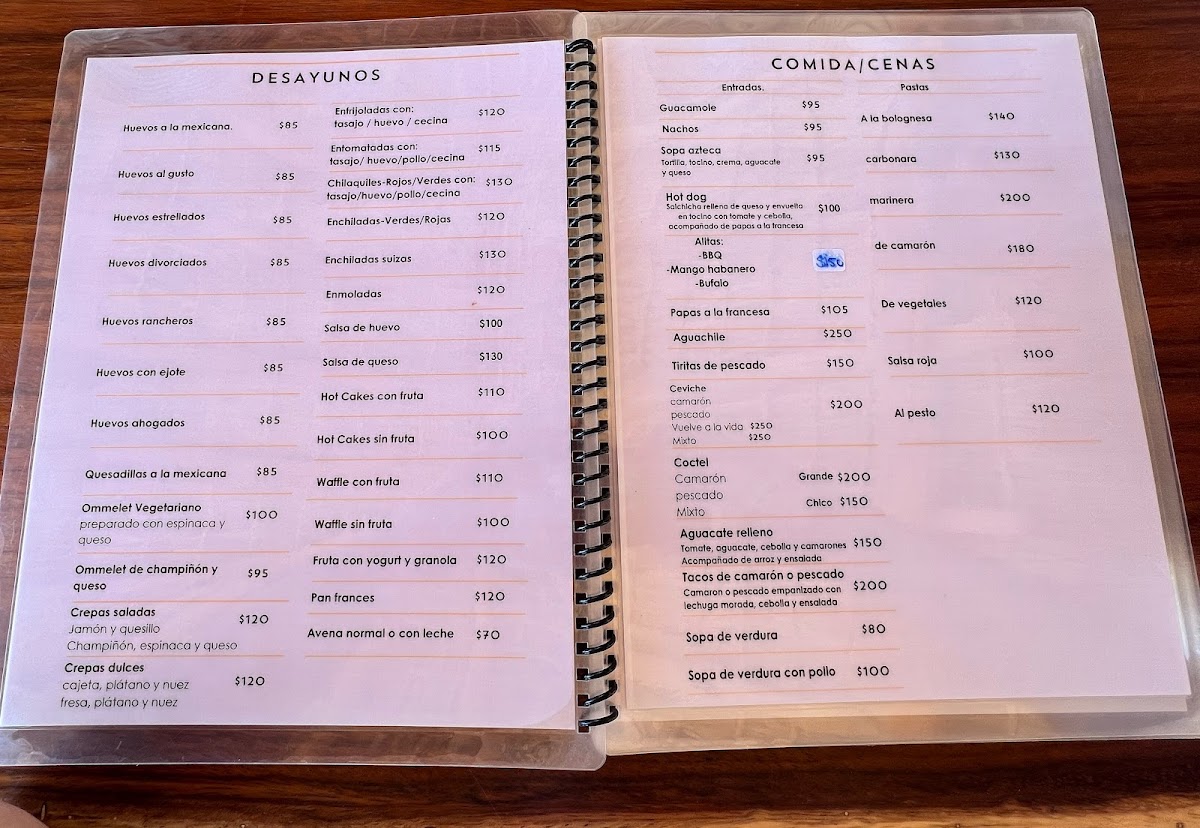 DESAYUNOS
Huevos a la mexicana. $85
Huevos al gusto $85
Huevos estrellados $85
Huevos divorciados $85
Huevos rancheros $85
Huevos con ejote $85
Huevos ahogados $85
Quesadillas a la mexicana $85
Ommelet Vegetariano $100
preparado con espinaca y
queso
Ommelet de champiñón y $95
queso
Crepas saladas $120
Jamón y quesillo
Champiñón, espinaca y queso
Crepas dulces $120
cajeta, plátano y nuez
fresa, plátano y nuez
Enfrijoladas con: $120
tasajo / huevo / cecina
Entomatadas con: $115
tasajo/ huevo/pollo/cecina
Chilaquiles-Rojos/Verdes con: $130
tasajo/huevo/pollo/cecina
Enchiladas-Verdes/Rojas $120
Enchiladas suizas $130
Enmoladas $120
Salsa de huevo $100
Salsa de queso $130
Hot Cakes con fruta $110
Hot Cakes sin fruta $100
Waffle con fruta $110
Waffle sin fruta $100
Fruta con yogurt y granola $120
Pan frances $120
Avena normal o con leche $70
COMIDA/CENAS
Entradas.
Guacamole $95
Nachos $95
Sopa azteca $95
Tortilla, tocino, crema, aguacate
y queso
Hot dog $100
Salchicha rellena de queso y envuelta
en tocino con tomate y cebolla,
acompañado de papas a la francesa
Alitas:
-BBQ $150
-Mango habanero
-Bufalo
Papas a la francesa $105
Aguachile $250
Tiritas de pescado $150
Ceviche
camarón $200
pescado
Vuelve a la vida $250
Mixto $250
Coctel
Camarón Grande $200
pescado
Mixto Chico $150
Aguacate relleno $150
Tomate, aguacate, cebolla y camarones
Acompañado de arroz y ensalada
Tacos de camarón o pescado $200
Camaron o pescado empanizado con
lechuga morada, cebolla y ensalada
Sopa de verdura $80
Sopa de verdura con pollo $100
Pastas
A la bolognesa $140
carbonara $130
marinera $200
de camarón $180
De vegetales $120
Salsa roja $100
Al pesto $120